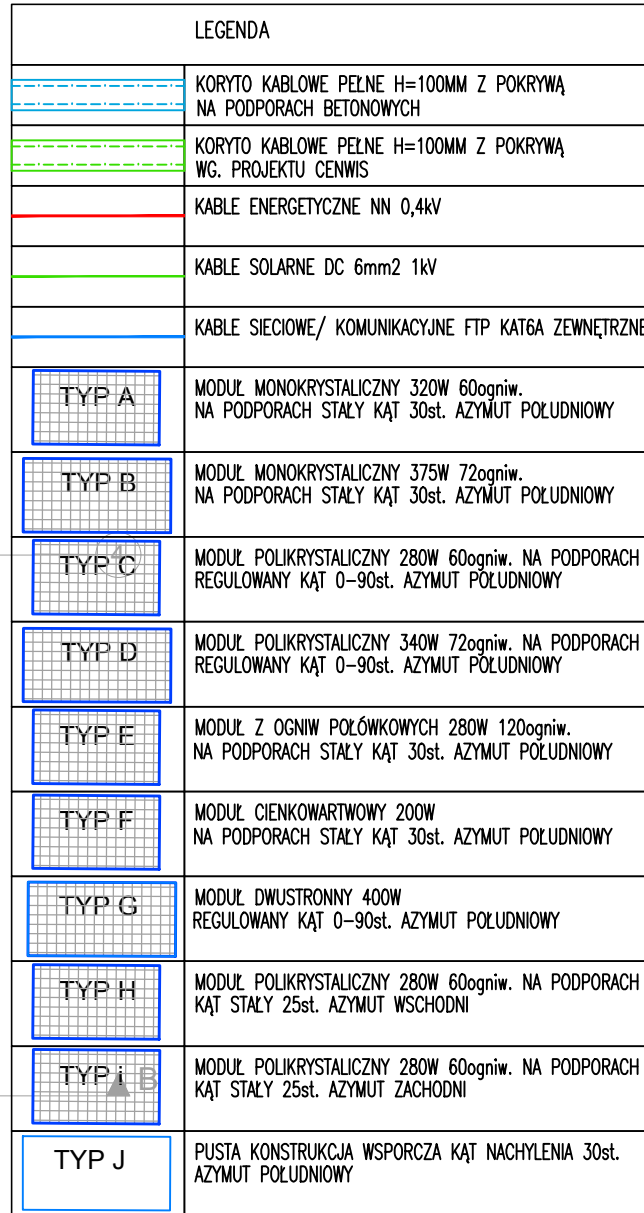 LEGENDA
KORYTO KABLOWE PEŁNE H=100MM Z POKRYWĄ
NA PODPORACH BETONOWYCH
KORYTO KABLOWE PEŁNE H=100MM Z POKRYWĄ
WG. PROJEKTU CENWIS
KABLE ENERGETYCZNE NN 0,4kV
KABLE SOLARNE DC 6mm2 1kV
KABLE SIECIOWE/ KOMUNIKACYJNE FTP KAT6A ZEWNĘTRZNE
TYP A
MODUŁ MONOKRYSTALICZNY 320W 60ogniw.
NA PODPORACH STAŁY KĄT 30st. AZYMUT POŁUDNIOWY
TYP B
MODUŁ MONOKRYSTALICZNY 375W 72ogniw.
NA PODPORACH STAŁY KĄT 30st. AZYMUT POŁUDNIOWY
4
TYP C
MODUŁ POLIKRYSTALICZNY 280W 60ogniw. NA PODPORACH
REGULOWANY KĄT 0-90st. AZYMUT POŁUDNIOWY
TYP D
MODUŁ POLIKRYSTALICZNY 340W 72ogniw. NA PODPORACH
REGULOWANY KĄT 0-90st. AZYMUT POŁUDNIOWY
TYP E
MODUŁ Z OGNIW POŁÓWKOWYCH 280W 120ogniw.
NA PODPORACH STAŁY KĄT 30st. AZYMUT POŁUDNIOWY
TYP F
MODUŁ CIENKOWARTWOWY 200W
NA PODPORACH STAŁY KĄT 30st. AZYMUT POŁUDNIOWY
TYP G
MODUŁ DWUSTRONNY 400W
REGULOWANY KĄT 0-90st. AZYMUT POŁUDNIOWY
TYP H
MODUŁ POLIKRYSTALICZNY 280W 60ogniw. NA PODPORACH
KĄT STAŁY 25st. AZYMUT WSCHODNI
TYP i
B
MODUŁ POLIKRYSTALICZNY 280W 60ogniw. NA PODPORACH
KĄT STAŁY 25st. AZYMUT ZACHODNI
TYP J
PUSTA KONSTRUKCJA WSPORCZA KĄT NACHYLENIA 30st.
AZYMUT POŁUDNIOWY